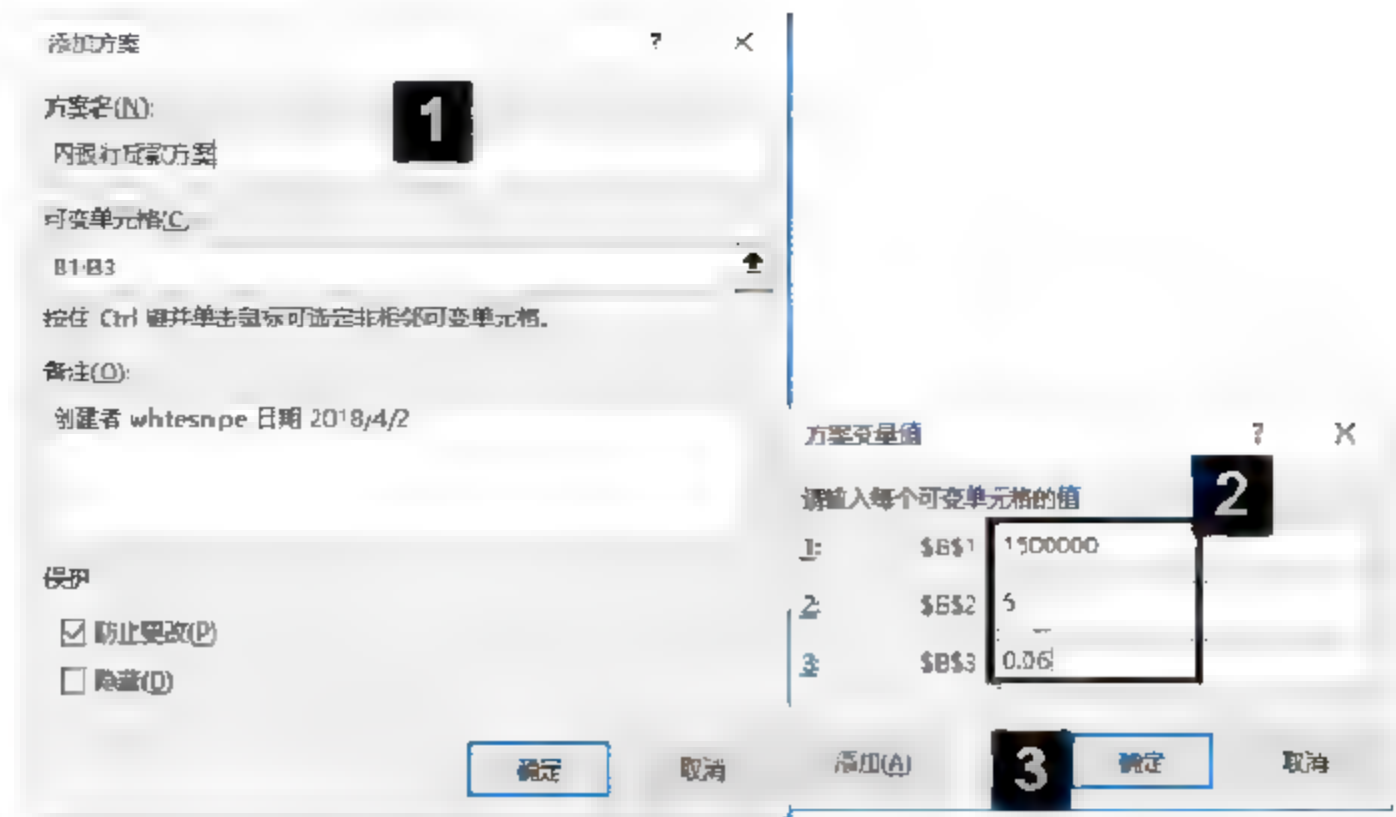 添加方案
方案名(N):
1
银行贷款方案
可变单元格(C
B1:B3
按住 Ctrl 键并单击鼠标可选定非相邻可变单元格。
备注(O):
创建者 whitesnipe 日期 2018/4/2
保护
防止更改(P)
隐藏(D)
确定 取消
方案变量值
2
请输入每个可变单元格的值
1: $B$1 1500000
2: $B$2 5
3: $B$3 0.06
添加(A) 3 确定 取消